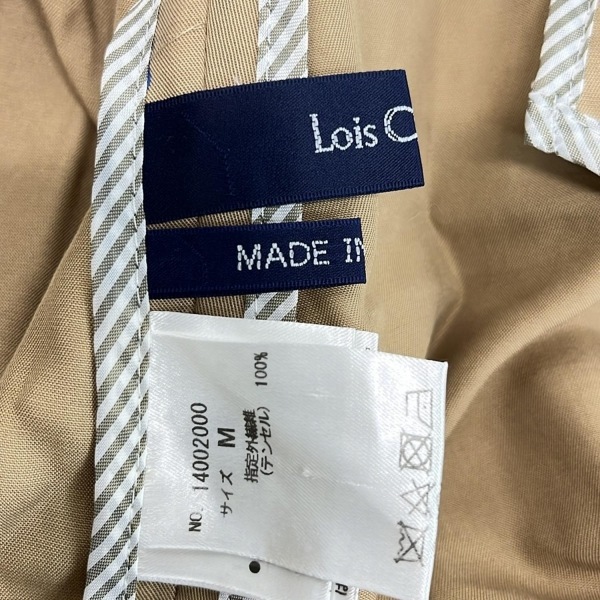 Lois C
MADE IN
NO. 14002000
サイズ M
指定外繊維 100%
(テンセル)